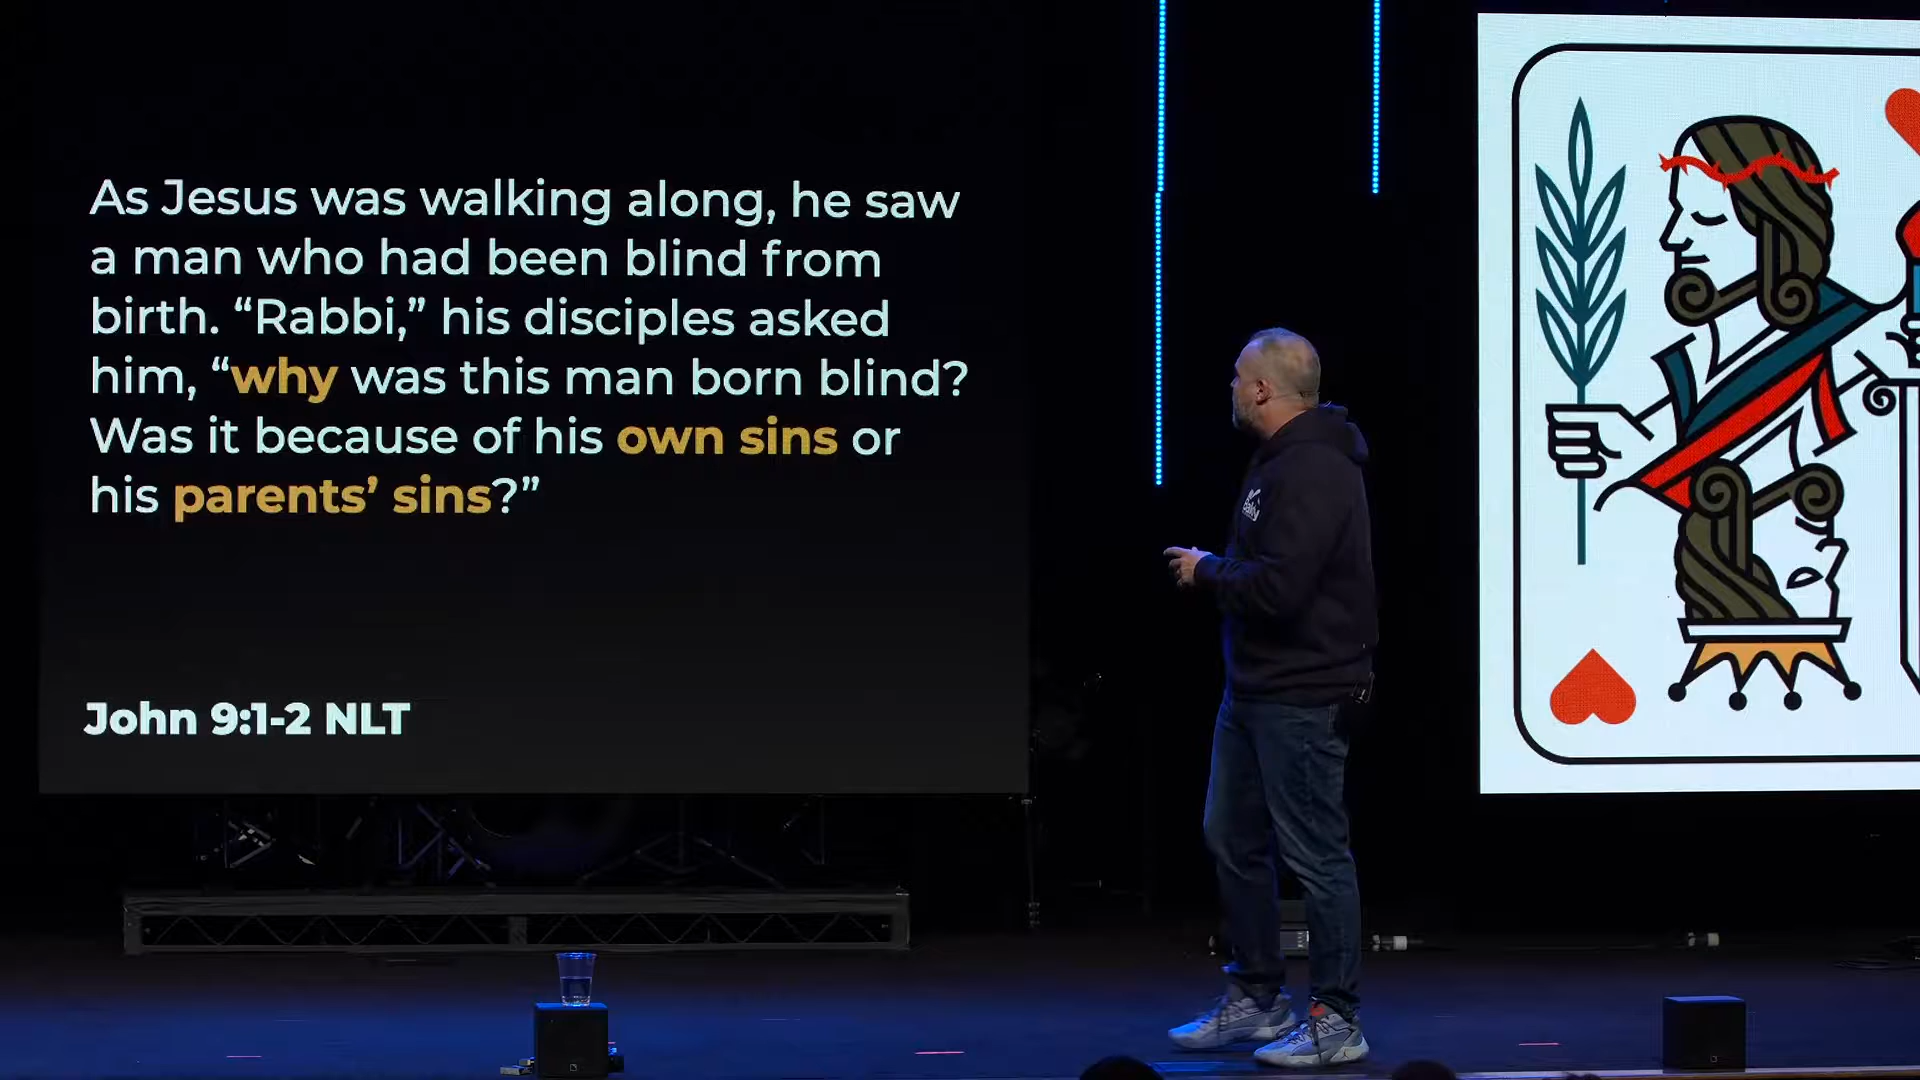 As Jesus was walking along, he saw
a man who had been blind from
birth. “Rabbi,” his disciples asked
him, “why was this man born blind?
Was it because of his own sins or
his parents’ sins?”
John 9:1-2 NLT